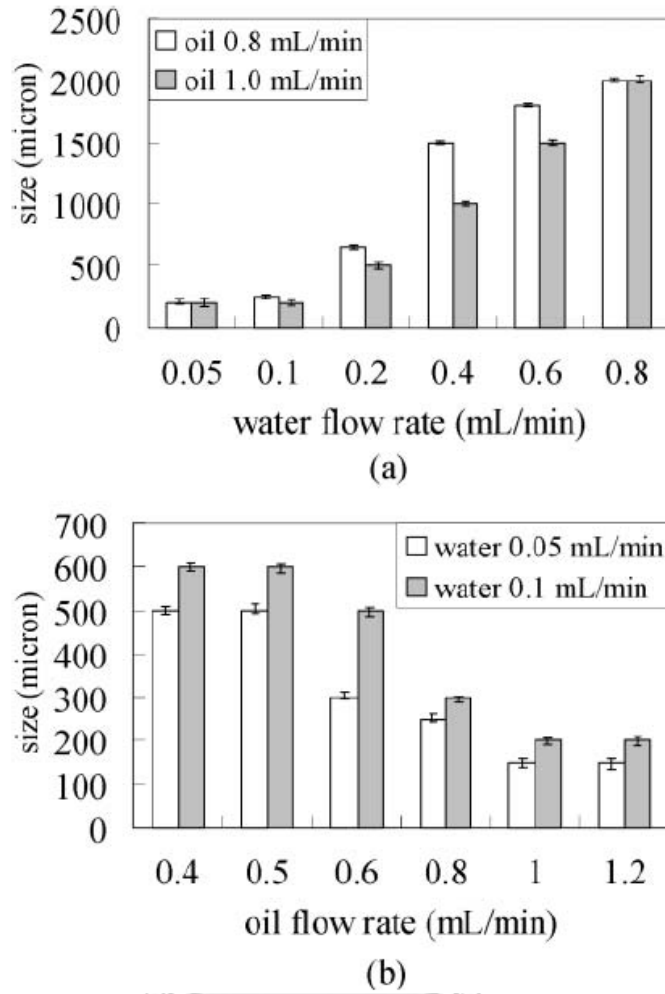 2500
2000
1500
1000
500
0
size (micron)
oil 0.8 mL/min
oil 1.0 mL/min
0.05 0.1 0.2 0.4 0.6 0.8
water flow rate (mL/min)
(a)
700
600
500
400
300
200
100
0
size (micron)
water 0.05 mL/min
water 0.1 mL/min
0.4 0.5 0.6 0.8 1 1.2
oil flow rate (mL/min)
(b)